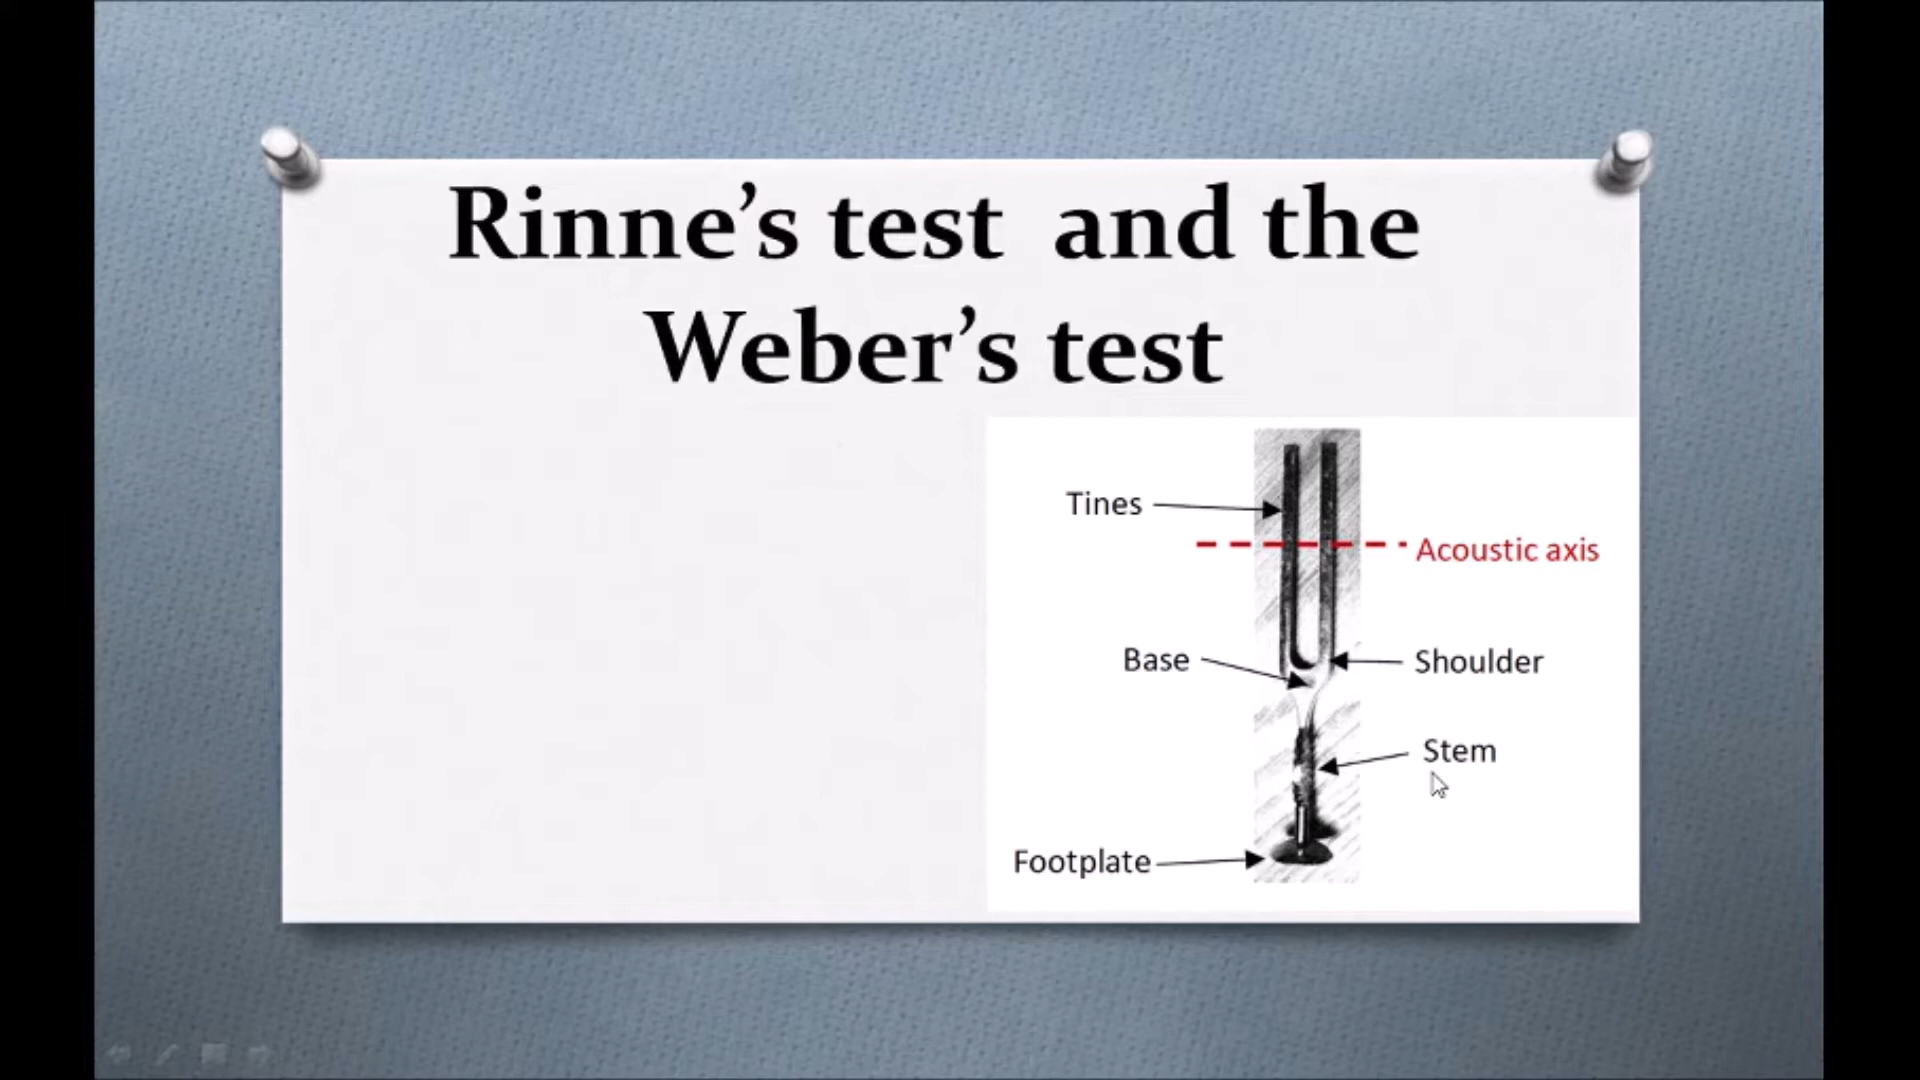 Rinne’s test and the
Weber’s test
Tines
Acoustic axis
Base
Shoulder
Stem
Footplate